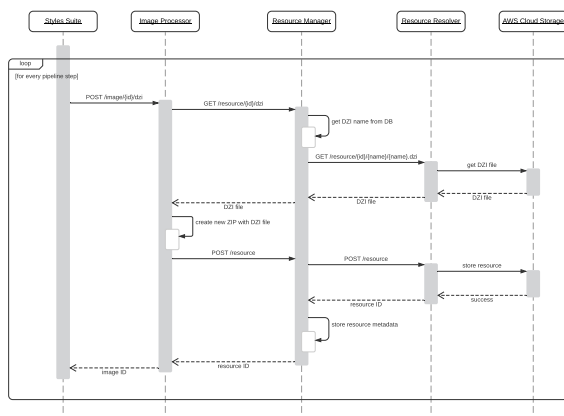 Styles Suite
Image Processor
Resource Manager
Resource Resolver
AWS Cloud Storage
loop
[for every pipeline step]
POST /image/{id}/dzi
GET /resource/{id}/dzi
get DZI name from DB
GET /resource/{id}/{name}/{name}.dzi
get DZI file
DZI file
DZI file
DZI file
create new ZIP with DZI file
POST /resource
POST /resource
store resource
success
resource ID
store resource metadata
resource ID
image ID